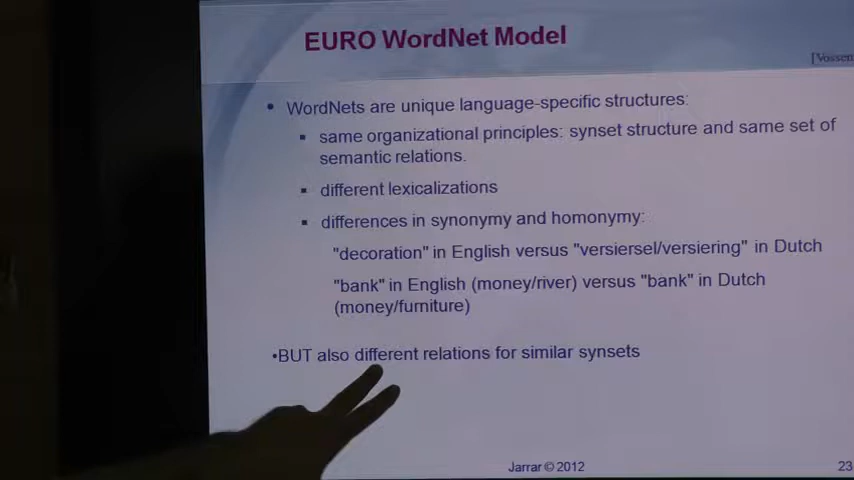 EURO WordNet Model
[Vossen
• WordNets are unique language-specific structures:
▪ same organizational principles: synset structure and same set of
semantic relations.
▪ different lexicalizations
▪ differences in synonymy and homonymy:
"decoration" in English versus "versiersel/versiering" in Dutch
"bank" in English (money/river) versus "bank" in Dutch
(money/furniture)
•BUT also different relations for similar synsets
Jarrar © 2012
23